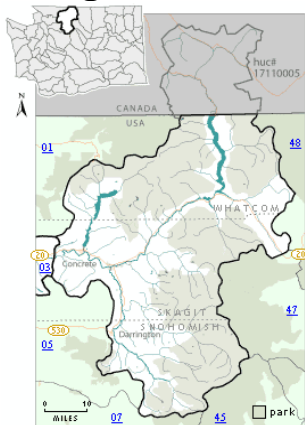 huc#
17110005
N
CANADA
USA
01
48
WHATCOM
20
20
03
Concrete
SKAGIT
SNOHOMISH
47
530
Darrington
05
0 10
MILES
07
45
park